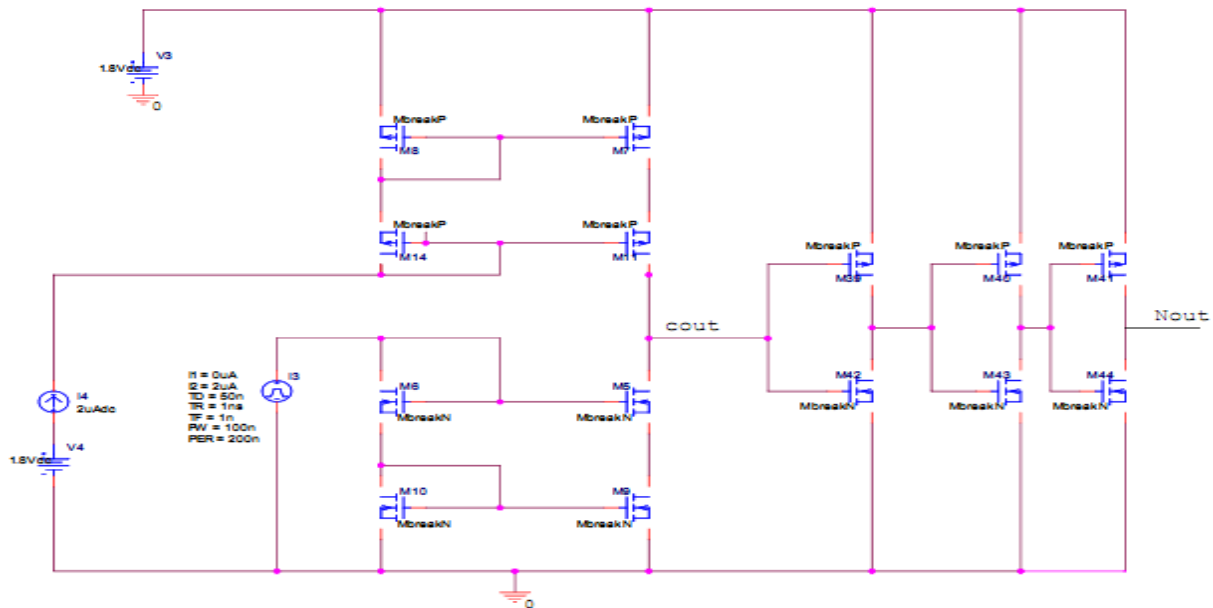 V3
1.8Vdc
0
MbreakP
M8
MbreakP
M7
MbreakP
M14
MbreakP
M11
MbreakP
M39
MbreakP
M40
MbreakP
M41
Nout
cout
I1 = 0uA
I2 = 2uA
TD = 50n
TR = 1ns
TF = 1n
PW = 100n
PER = 200n
I3
M6
MbreakN
M5
MbreakN
M42
MbreakN
M43
MbreakN
M44
MbreakN
I4
2uAdc
V4
1.8Vdc
M10
MbreakN
M9
MbreakN
0